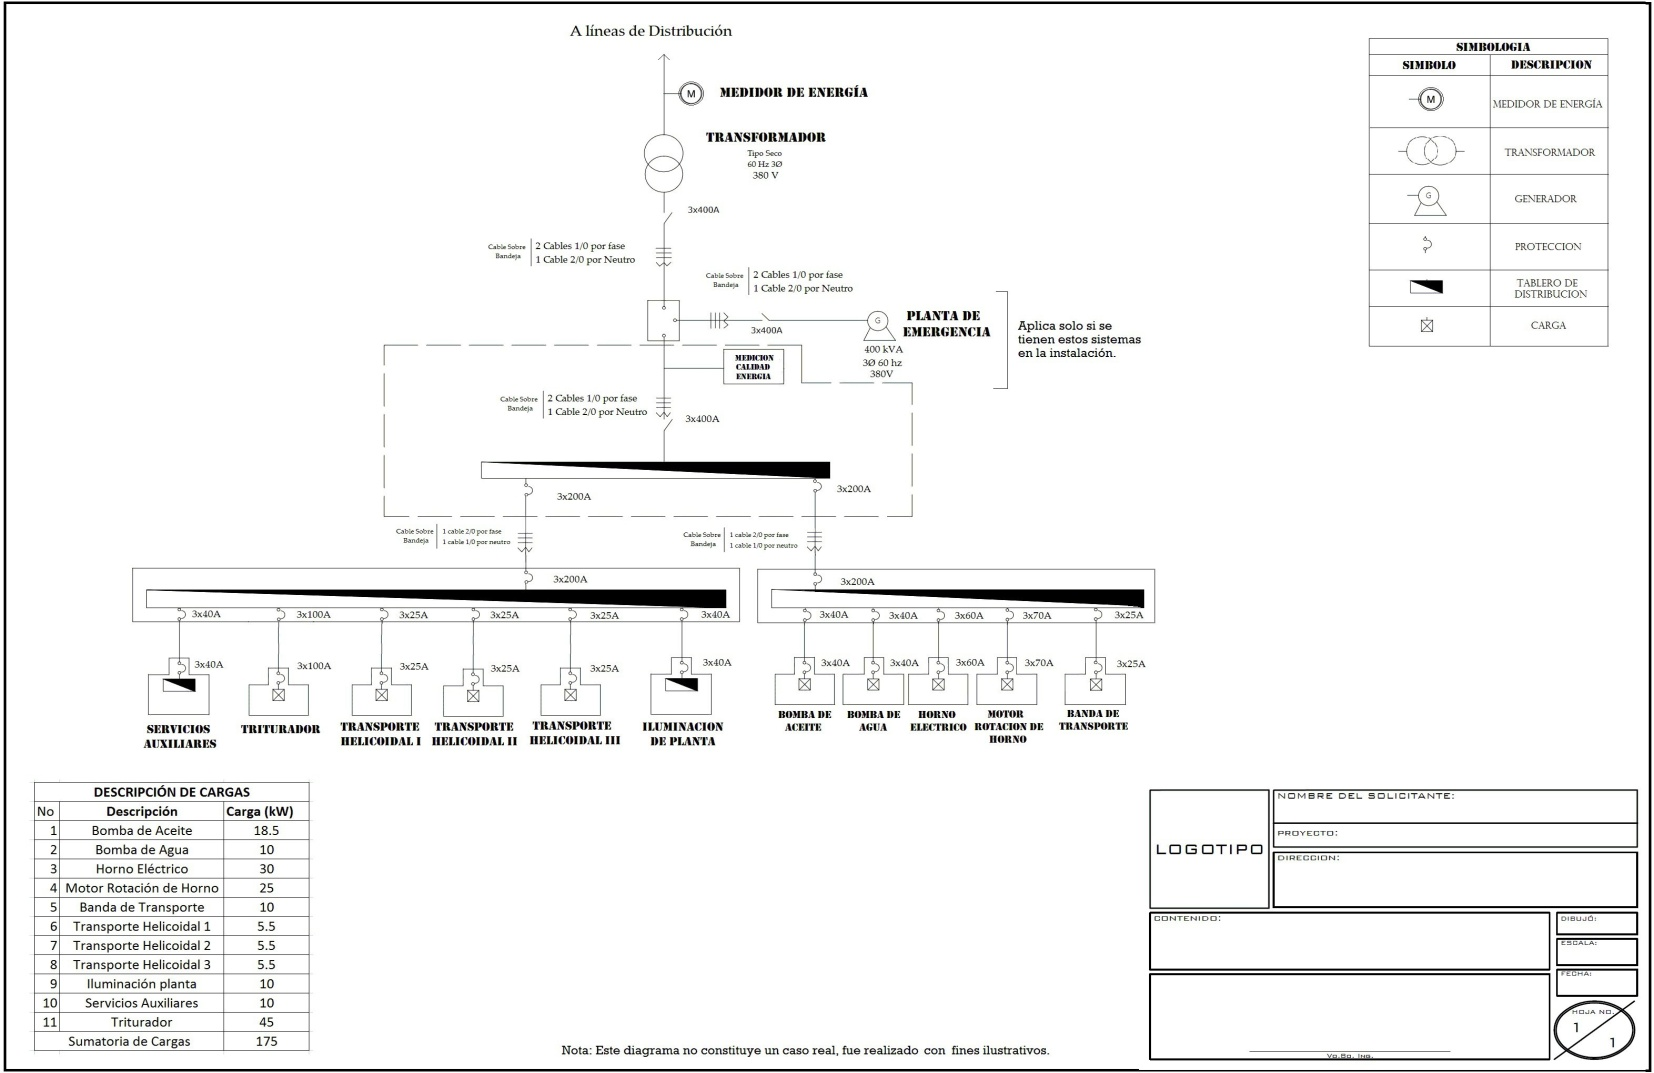 A líneas de Distribución
M
MEDIDOR DE ENERGÍA
TRANSFORMADOR
Tipo Seco
60 Hz 3Ø
380 V
3x400A
Cable Sobre
Bandeja
2 Cables 1/0 por fase
1 Cable 2/0 por Neutro
Cable Sobre
Bandeja
2 Cables 1/0 por fase
1 Cable 2/0 por Neutro
3x400A
G
PLANTA DE
EMERGENCIA
400 kVA
3Ø 60 hz
380V
Aplica solo si se
tienen estos sistemas
en la instalación.
MEDICION
CALIDAD
ENERGIA
Cable Sobre
Bandeja
2 Cables 1/0 por fase
1 Cable 2/0 por Neutro
3x400A
3x200A
3x200A
Cable Sobre
Bandeja
1 cable 2/0 por fase
1 cable 1/0 por neutro
Cable Sobre
Bandeja
1 cable 2/0 por fase
1 cable 1/0 por neutro
3x200A
3x200A
3x40A
3x100A
3x25A
3x25A
3x25A
3x40A
3x40A
3x40A
3x60A
3x70A
3x25A
3x40A
3x100A
3x25A
3x25A
3x25A
3x40A
3x40A
3x40A
3x60A
3x70A
3x25A
SERVICIOS
AUXILIARES
TRITURADOR
TRANSPORTE
HELICOIDAL I
TRANSPORTE
HELICOIDAL II
TRANSPORTE
HELICOIDAL III
ILUMINACION
DE PLANTA
BOMBA DE
ACEITE
BOMBA DE
AGUA
HORNO
ELECTRICO
MOTOR
ROTACION DE
HORNO
BANDA DE
TRANSPORTE
SIMBOLOGIA
SIMBOLO DESCRIPCION
M MEDIDOR DE ENERGÍA
TRANSFORMADOR
G GENERADOR
PROTECCION
TABLERO DE
DISTRIBUCION
CARGA
DESCRIPCIÓN DE CARGAS
No Descripción Carga (kW)
1 Bomba de Aceite 18.5
2 Bomba de Agua 10
3 Horno Eléctrico 30
4 Motor Rotación de Horno 25
5 Banda de Transporte 10
6 Transporte Helicoidal 1 5.5
7 Transporte Helicoidal 2 5.5
8 Transporte Helicoidal 3 5.5
9 Iluminación planta 10
10 Servicios Auxiliares 10
11 Triturador 45
Sumatoria de Cargas 175
Nota: Este diagrama no constituye un caso real, fue realizado con fines ilustrativos.
LOGOTIPO
NOMBRE DEL SOLICITANTE:
PROYECTO:
DIRECCION:
CONTENIDO:
DIBUJÓ:
ESCALA:
FECHA:
HOJA NO.
1
1
Vo.Bo. Ing.